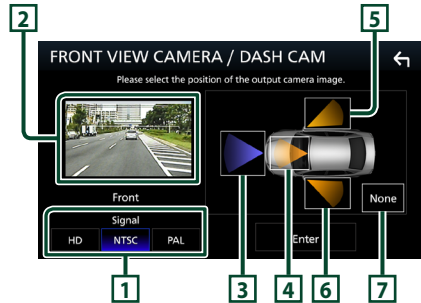 2
5
FRONT VIEW CAMERA / DASH CAM
Please select the position of the output camera image.
Front
Signal
HD NTSC PAL
None
Enter
1
3
4
6
7